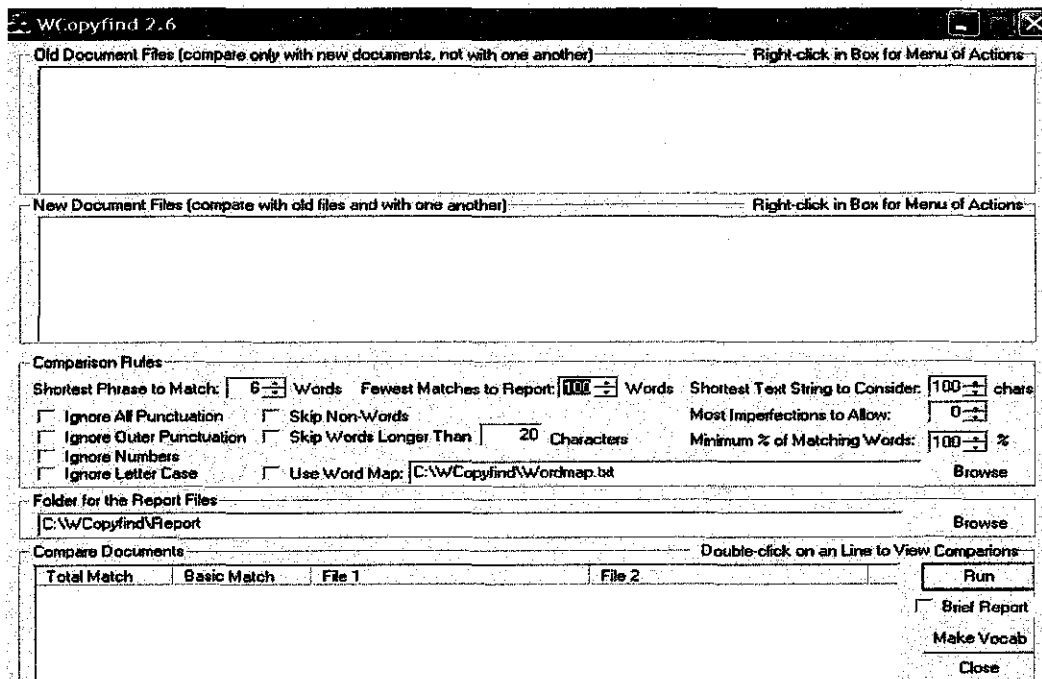 WCopyfind 2.6
Old Document Files (compare only with new documents, not with one another) Right-click in Box for Menu of Actions
New Document Files (compare with old files and with one another) Right-click in Box for Menu of Actions
Comparison Rules
Shortest Phrase to Match: 6 Words Fewest Matches to Report: 100 Words Shortest Text String to Consider: 100 chars
Ignore All Punctuation Skip Non-Words Most Imperfections to Allow: 0
Ignore Outer Punctuation Skip Words Longer Than 20 Characters Minimum % of Matching Words: 100 %
Ignore Numbers
Ignore Letter Case Use Word Map: C:\WCopyfind\Wordmap.txt Browse
Folder for the Report Files
C:\WCopyfind\Report Browse
Compare Documents Double-click on an Line to View Comparions
Total Match Basic Match File 1 File 2 Run
Brief Report
Make Vocab
Close